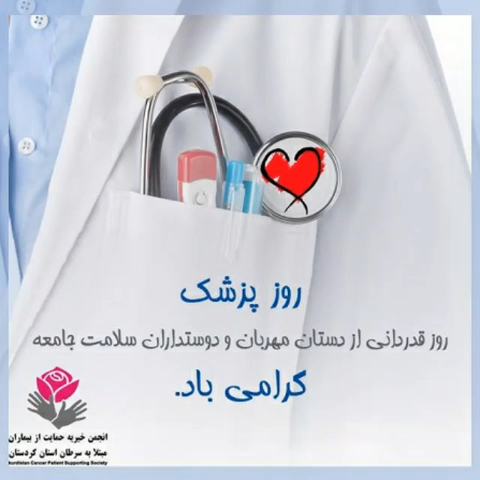 روز پزشک
روز قدردانی از دستان مهربان و دوستداران سلامت جامعه
گرامی باد.
انجمن خیریه حمایت از بیماران
مبتلا به سرطان استان کردستان
Kurdistan Cancer Patient Supporting Society